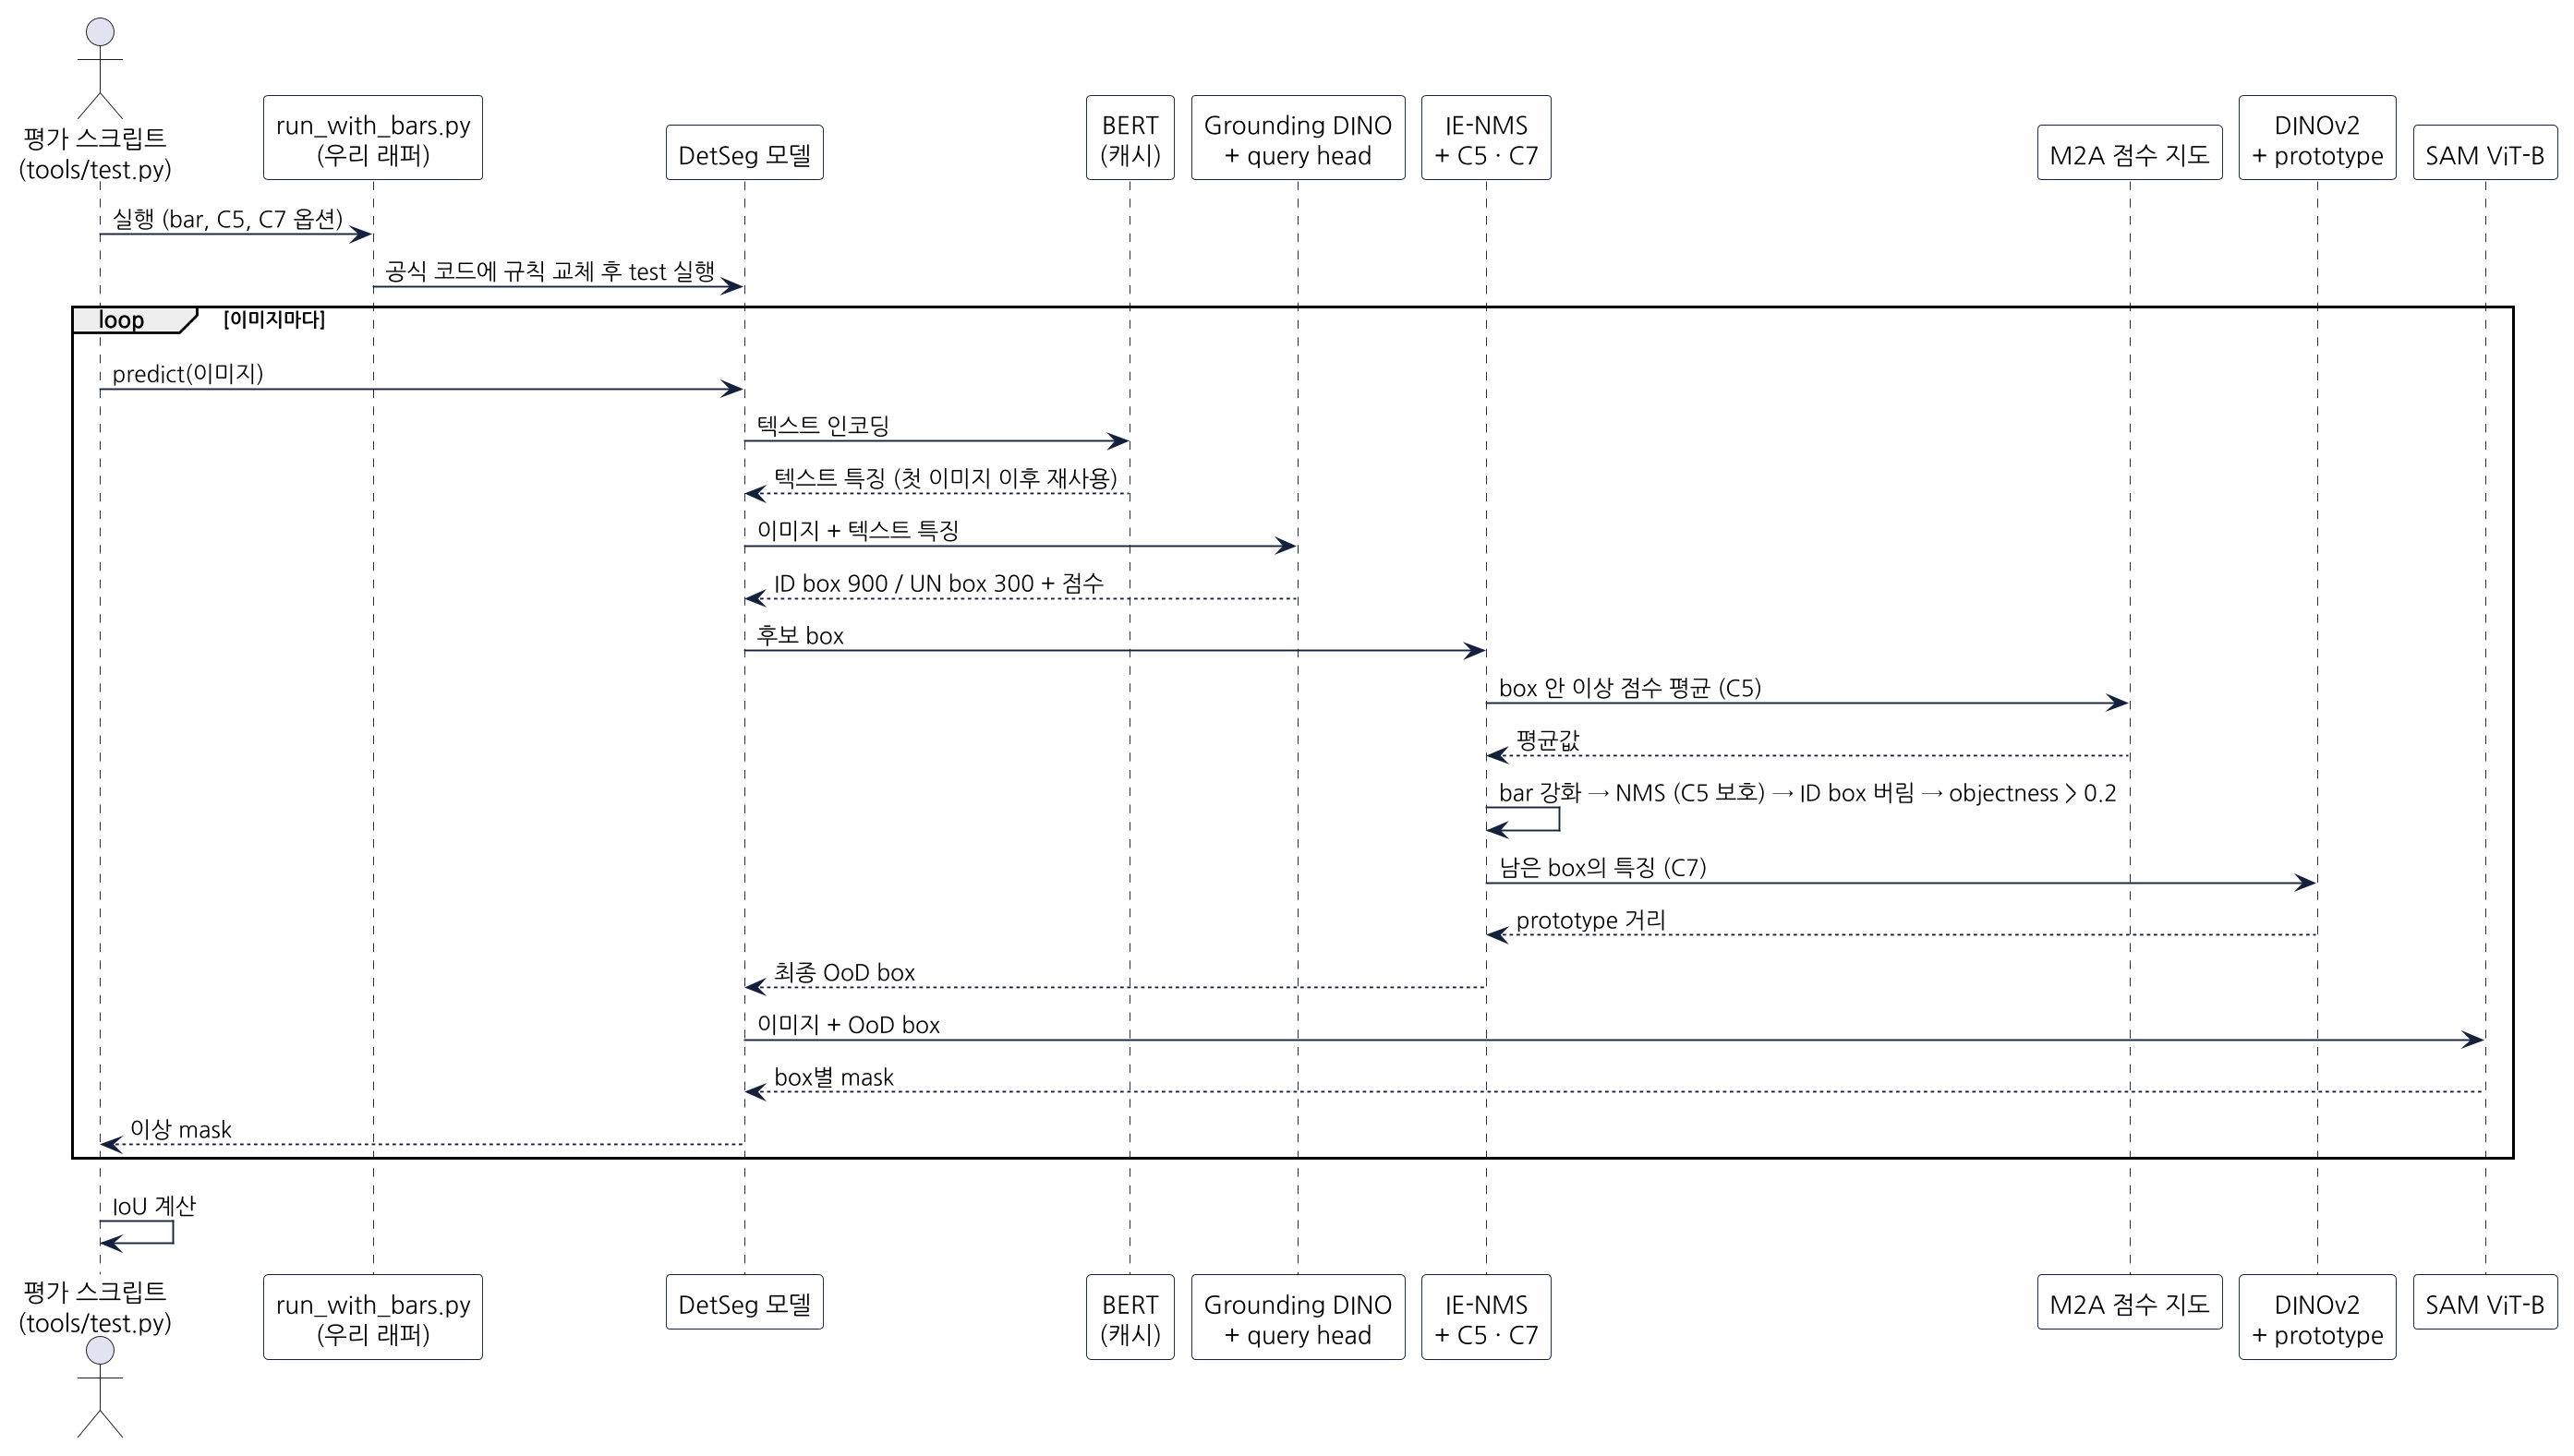 평가 스크립트
(tools/test.py)
run_with_bars.py
(우리 래퍼)
DetSeg 모델
BERT
(캐시)
Grounding DINO
+ query head
IE-NMS
+ C5 · C7
M2A 점수 지도
DINOv2
+ prototype
SAM ViT-B
실행 (bar, C5, C7 옵션)
공식 코드에 규칙 교체 후 test 실행
loop [이미지마다]
predict(이미지)
텍스트 인코딩
텍스트 특징 (첫 이미지 이후 재사용)
이미지 + 텍스트 특징
ID box 900 / UN box 300 + 점수
후보 box
box 안 이상 점수 평균 (C5)
평균값
bar 강화 → NMS (C5 보호) → ID box 버림 → objectness > 0.2
남은 box의 특징 (C7)
prototype 거리
최종 OoD box
이미지 + OoD box
box별 mask
이상 mask
IoU 계산
평가 스크립트
(tools/test.py)
run_with_bars.py
(우리 래퍼)
DetSeg 모델
BERT
(캐시)
Grounding DINO
+ query head
IE-NMS
+ C5 · C7
M2A 점수 지도
DINOv2
+ prototype
SAM ViT-B